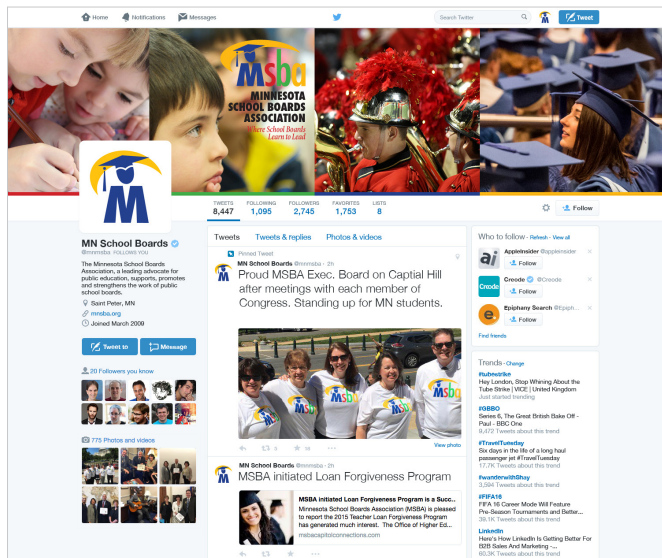 Home Notifications Messages Search Twitter Tweet
Msba
MINNESOTA
SCHOOL BOARDS
ASSOCIATION
Where School Boards
Learn to Lead
M
TWEETS FOLLOWING FOLLOWERS FAVORITES LISTS
8,447 1,095 2,745 1,753 8
Follow
MN School Boards
@mnmsba FOLLOWS YOU
The Minnesota School Boards
Association, a leading advocate for
public education, supports, promotes
and strengthens the work of public
school boards.
Saint Peter, MN
mnsba.org
Joined March 2009
Tweet to Message
20 Followers you know
775 Photos and videos
Tweets Tweets & replies Photos & videos
Pinned Tweet
MN School Boards @mnmsba · 2h
Proud MSBA Exec. Board on Captial Hill
after meetings with each member of
Congress. Standing up for MN students.
Msba
Msba
Msba
Msba
View photo
MN School Boards @mnmsba · 2h
MSBA initiated Loan Forgiveness Program
MSBA initiated Loan Forgiveness Program is a Succ..
Minnesota School Boards Association (MSBA) is pleased
to report the 2015 Teacher Loan Forgiveness Program
has generated much interest. The Office of Higher Ed...
msbacapitolconnections.com
Who to follow · Refresh · View all
AppleInsider @appleinsider
ai
Follow
Creode @Creode
Creode
Follow
Epiphany Search @Epiph...
e.
Follow
Find friends
Trends · Change
#tubestrike
Hey London, Stop Whining About the
Tube Strike | VICE | United Kingdom
Just started trending
#GBBO
Series 6, The Great British Bake Off -
Paul - BBC One
9,472 Tweets about this trend
#TravelTuesday
Six days in the life of a long haul
passenger jet #TravelTuesday
17.7K Tweets about this trend
#wanderwithShay
3,594 Tweets about this trend
#FIFA16
FIFA 16 Career Mode Will Feature
Pre-Season Tournaments and Better...
39.1K Tweets about this trend
LinkedIn
Here's How LinkedIn Is Getting Better For
B2B Sales And Marketing -...
60.3K Tweets about this trend